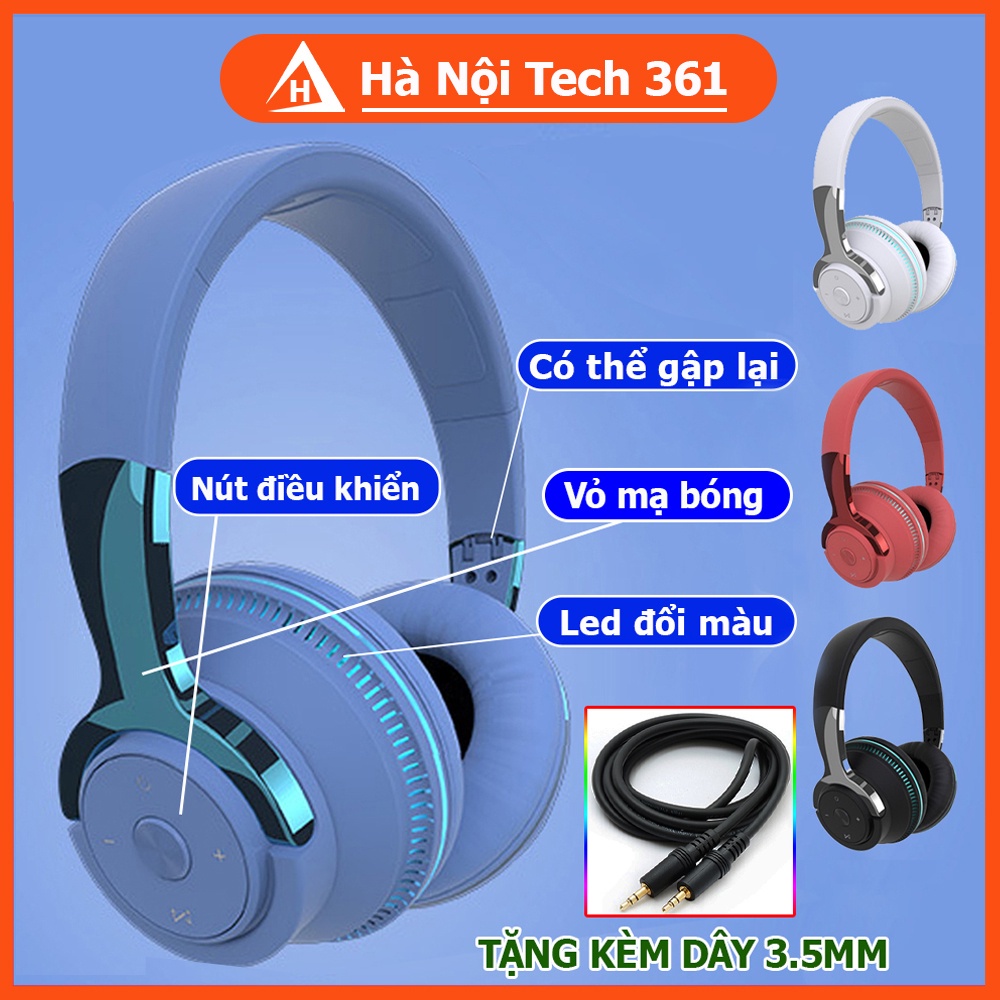 H
Hà Nội Tech 361
Có thể gập lại
Nút điều khiển
Vỏ mạ bóng
Led đổi màu
TẶNG KÈM DÂY 3.5MM